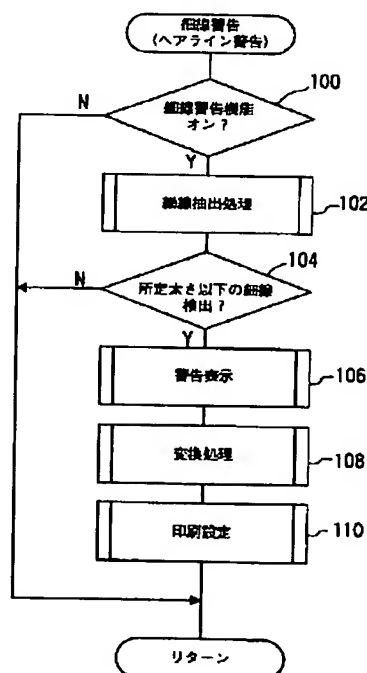 細線警告
(ヘアライン警告)
100
細線警告機能
オン?
N
Y
細線抽出処理
102
104
所定太さ以下の細線
検出?
N
Y
警告表示
106
変換処理
108
印刷設定
110
リターン